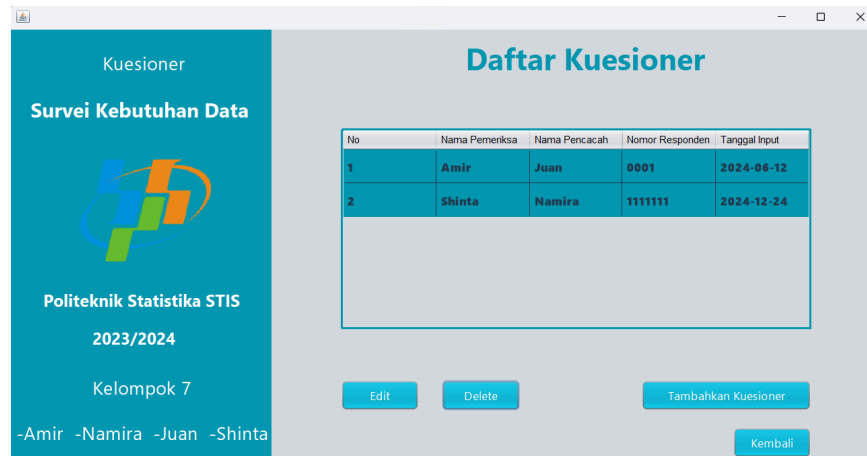 Kuesioner
Survei Kebutuhan Data
Politeknik Statistika STIS
2023/2024
Kelompok 7
-Amir -Namira -Juan -Shinta
Daftar Kuesioner
No Nama Pemeriksa Nama Pencacah Nomor Responden Tanggal Input
1 Amir Juan 0001 2024-06-12
2 Shinta Namira 1111111 2024-12-24
Edit Delete Tambahkan Kuesioner
Kembali